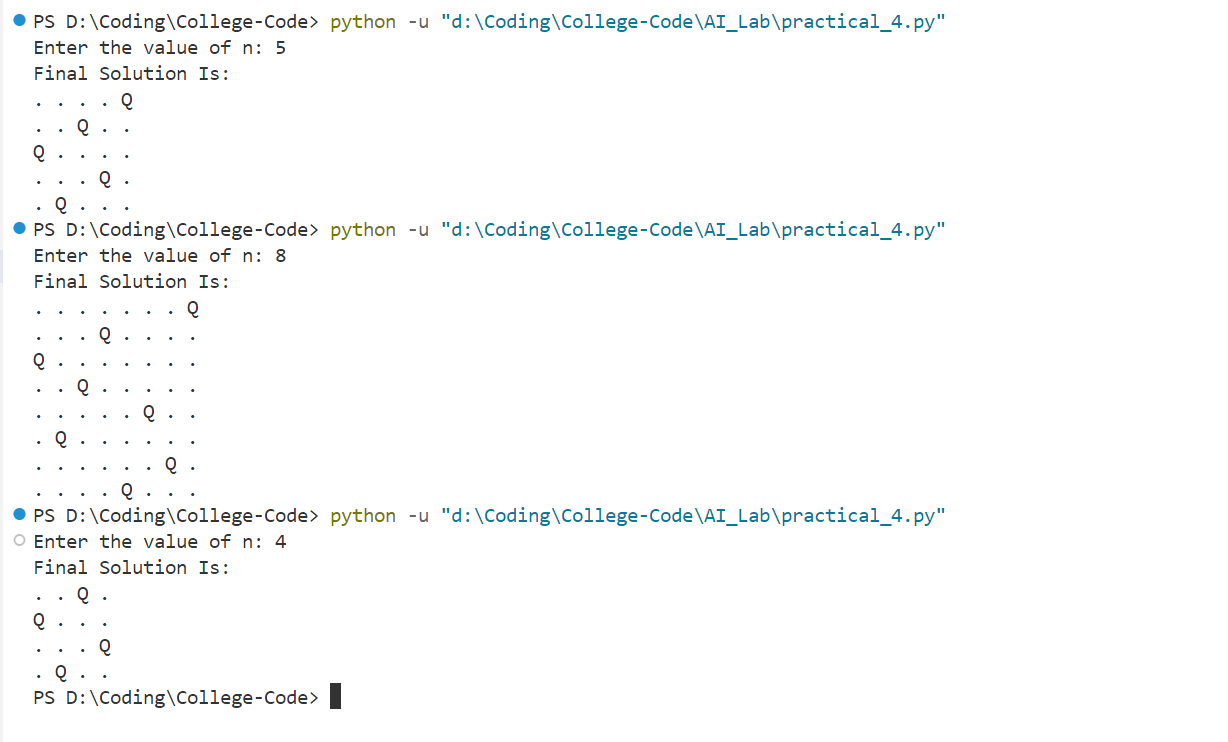 PS D:\Coding\College-Code> python -u "d:\Coding\College-Code\AI_Lab\practical_4.py"
Enter the value of n: 5
Final Solution Is:
. . . . Q
. . Q . .
Q . . . .
. . . Q .
. Q . . .
PS D:\Coding\College-Code> python -u "d:\Coding\College-Code\AI_Lab\practical_4.py"
Enter the value of n: 8
Final Solution Is:
. . . . . . . Q
. . . Q . . . .
Q . . . . . . .
. . Q . . . . .
. . . . . Q . .
. Q . . . . . .
. . . . . . Q .
. . . . Q . . .
PS D:\Coding\College-Code> python -u "d:\Coding\College-Code\AI_Lab\practical_4.py"
Enter the value of n: 4
Final Solution Is:
. . Q .
Q . . .
. . . Q
. Q . .
PS D:\Coding\College-Code>